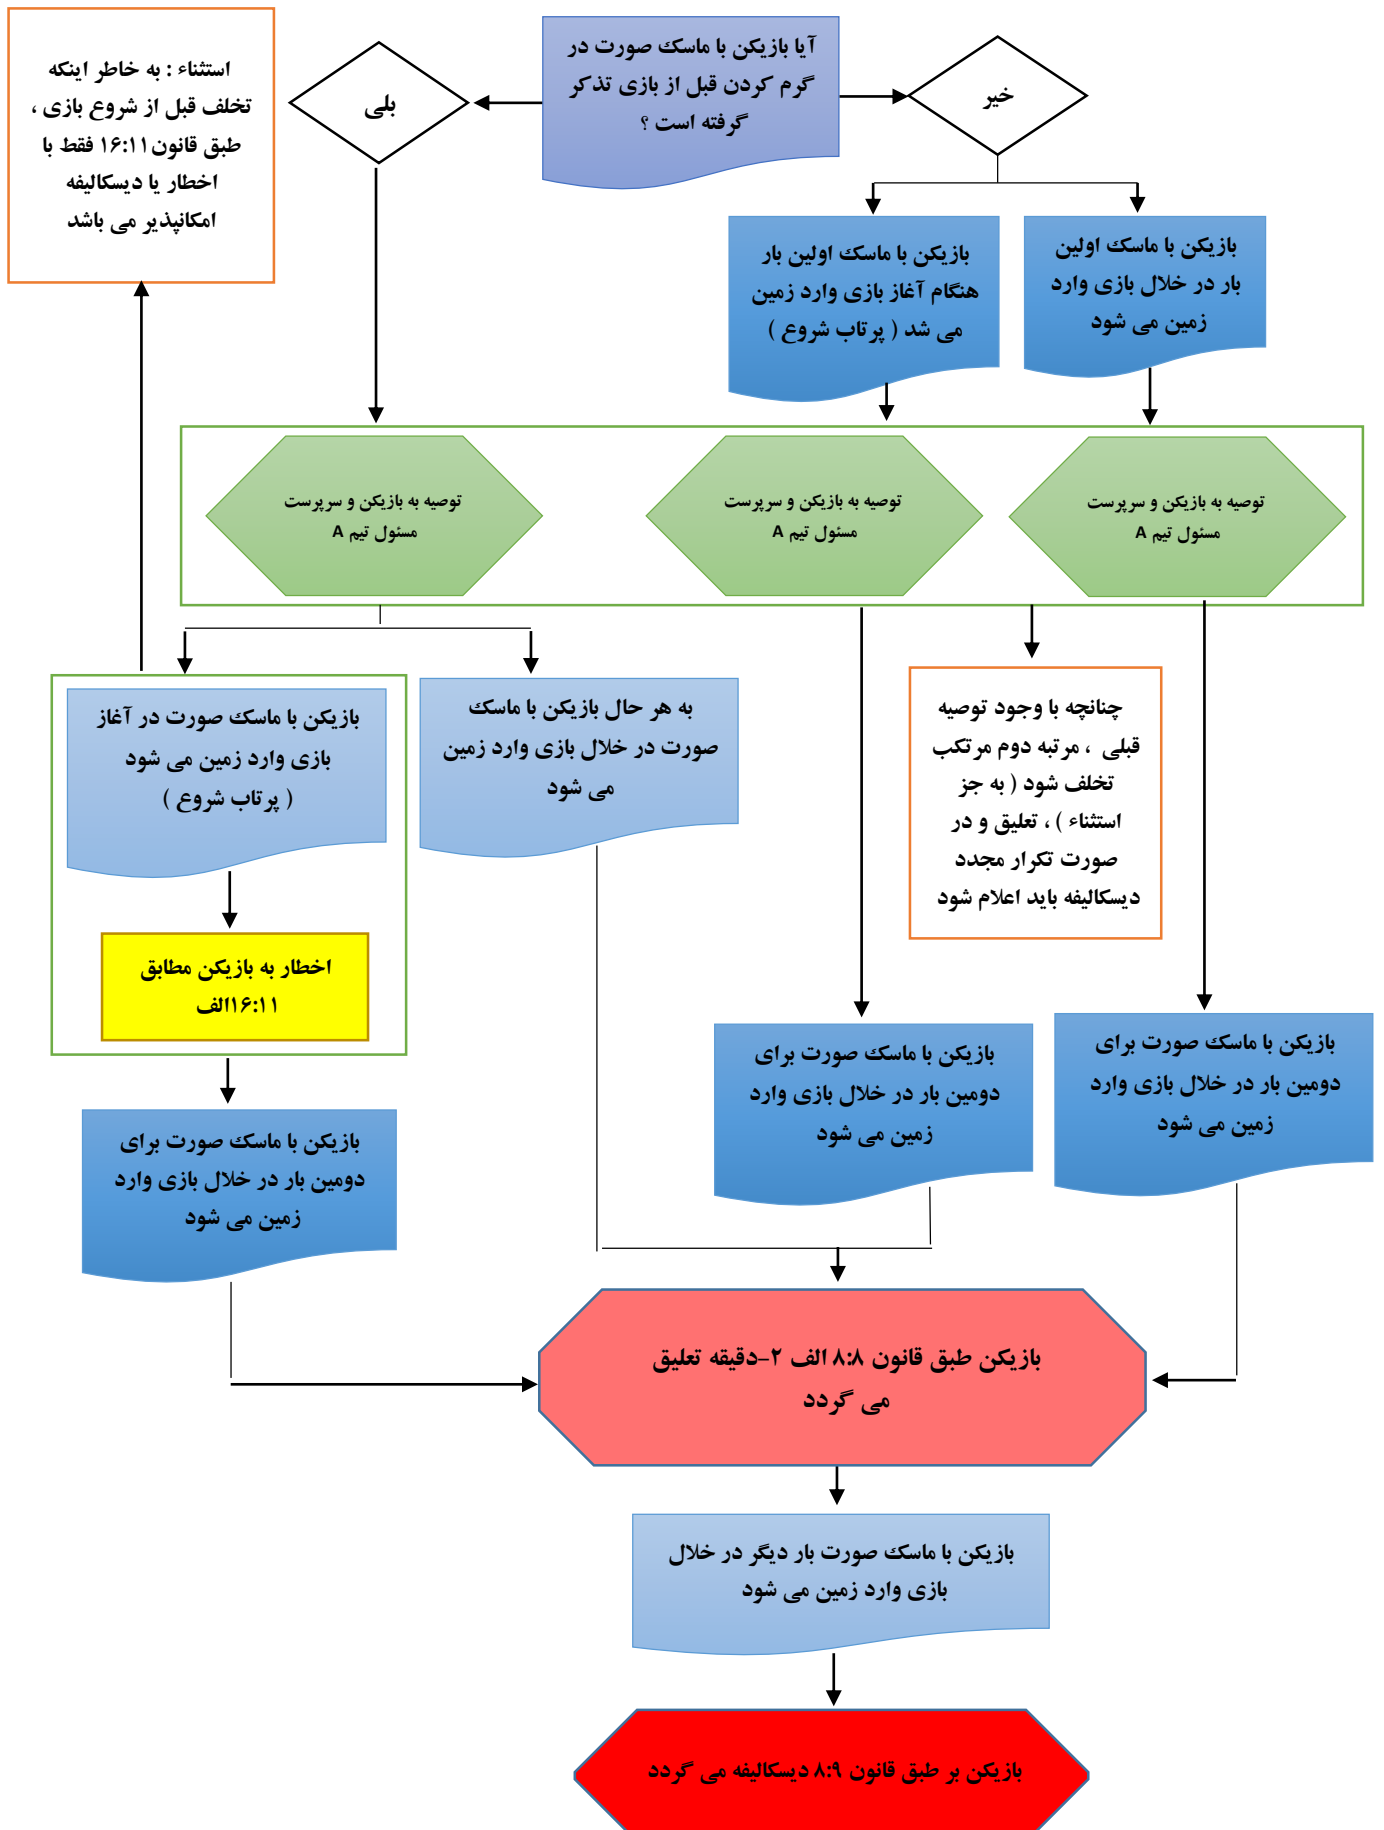 آیا بازیکن با ماسک صورت در
گرم کردن قبل از بازی تذکر
گرفته است ؟
خیر
بلی
استثناء : به خاطر اینکه
تخلف قبل از شروع بازی ،
طبق قانون ۱۶:۱۱ فقط با
اخطار یا دیسکالیفه
امکانپذیر می باشد
بازیکن با ماسک اولین
بار در خلال بازی وارد
زمین می شود
بازیکن با ماسک اولین بار
هنگام آغاز بازی وارد زمین
می شد ( پرتاب شروع )
توصیه به بازیکن و سرپرست
مسئول تیم A
توصیه به بازیکن و سرپرست
مسئول تیم A
توصیه به بازیکن و سرپرست
مسئول تیم A
چنانچه با وجود توصیه
قبلی ، مرتبه دوم مرتکب
تخلف شود ( به جز
استثناء ) ، تعلیق و در
صورت تکرار مجدد
دیسکالیفه باید اعلام شود
به هر حال بازیکن با ماسک
صورت در خلال بازی وارد زمین
می شود
بازیکن با ماسک صورت در آغاز
بازی وارد زمین می شود
( پرتاب شروع )
اخطار به بازیکن مطابق
۱۶:۱۱الف
بازیکن با ماسک صورت برای
دومین بار در خلال بازی وارد
زمین می شود
بازیکن با ماسک صورت برای
دومین بار در خلال بازی وارد
زمین می شود
بازیکن با ماسک صورت برای
دومین بار در خلال بازی وارد
زمین می شود
بازیکن طبق قانون ۸:۸ الف ۲-دقیقه تعلیق
می گردد
بازیکن با ماسک صورت بار دیگر در خلال
بازی وارد زمین می شود
بازیکن بر طبق قانون ۸:۹ دیسکالیفه می گردد